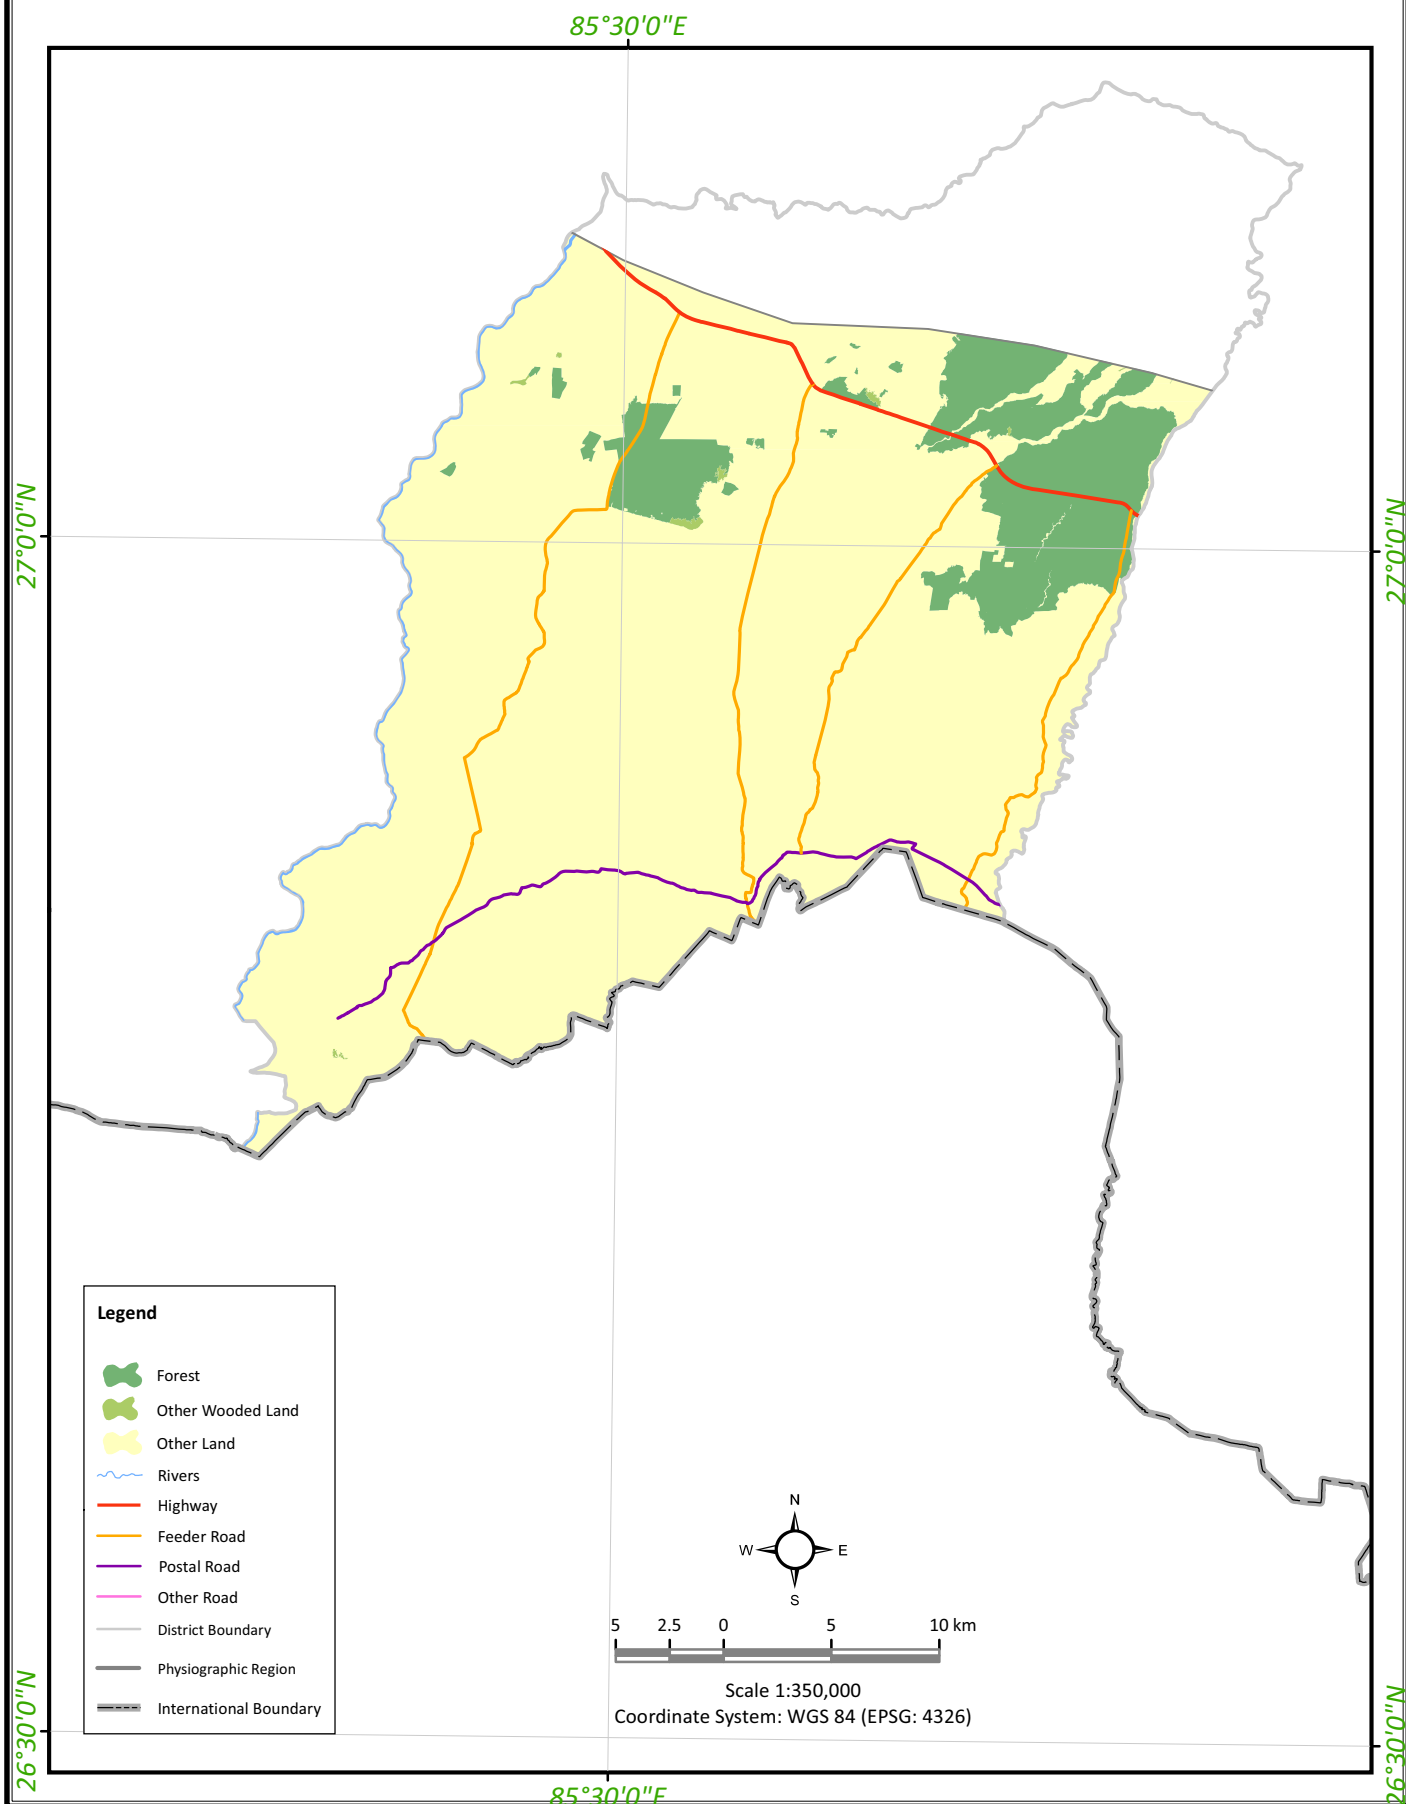 85°30'0"E
27°0'0"N
27°0'0"N
Legend
Forest
Other Wooded Land
Other Land
Rivers
Highway
Feeder Road
Postal Road
Other Road
District Boundary
Physiographic Region
International Boundary
N
W E
S
5 2.5 0 5 10 km
Scale 1:350,000
Coordinate System: WGS 84 (EPSG: 4326)
26°30'0"N
26°30'0"N
85°30'0"E